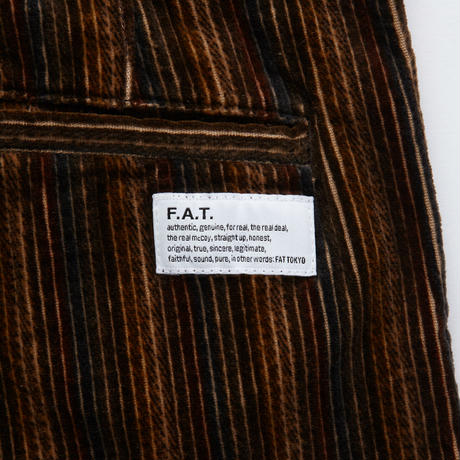 F.A.T.
authentic, genuine, for real, the real deal,
the real mccoy, straight up, honest,
original, true, sincere, legitimate,
faithful, sound, pure, in other words: FAT TOKYO